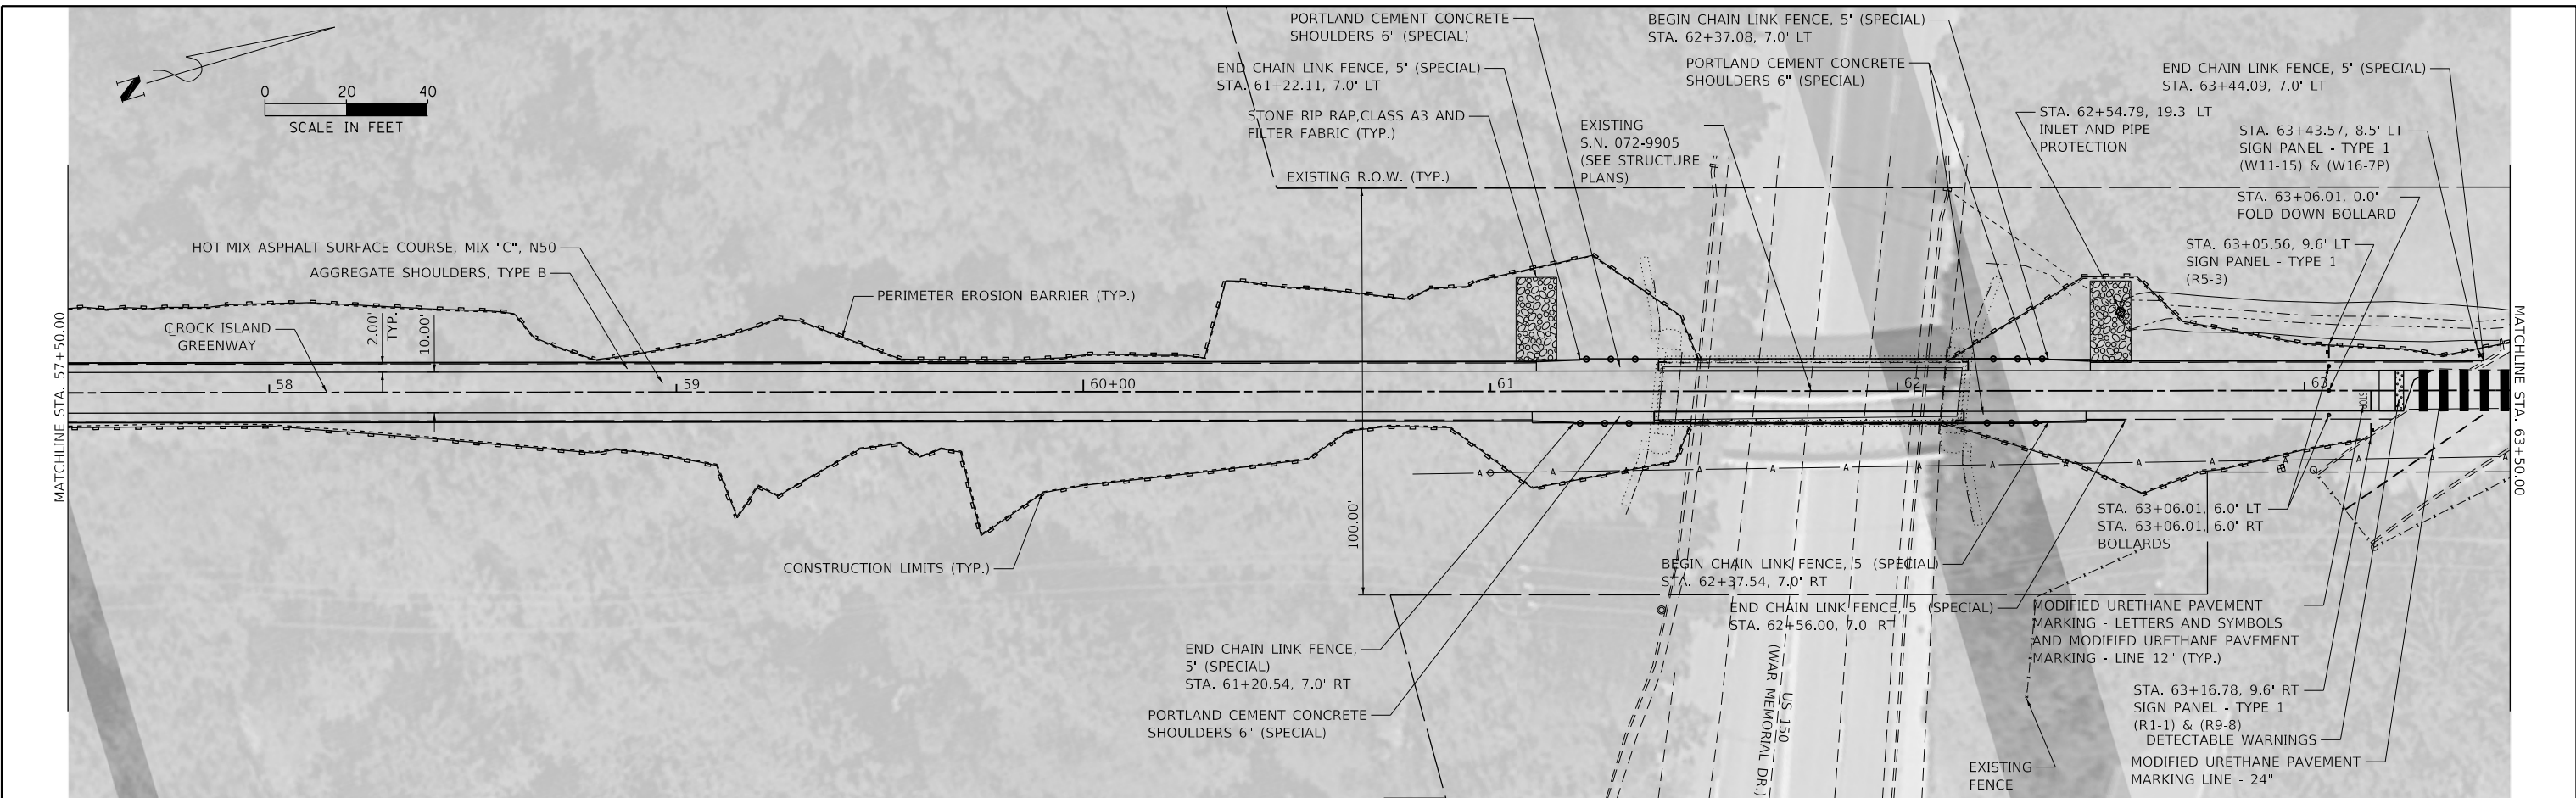 N
0 20 40
SCALE IN FEET
PORTLAND CEMENT CONCRETE
SHOULDERS 6" (SPECIAL)
END CHAIN LINK FENCE, 5' (SPECIAL)
STA. 61+22.11, 7.0' LT
STONE RIP RAP,CLASS A3 AND
FILTER FABRIC (TYP.)
EXISTING R.O.W. (TYP.)
EXISTING
S.N. 072-9905
(SEE STRUCTURE
PLANS)
BEGIN CHAIN LINK FENCE, 5' (SPECIAL)
STA. 62+37.08, 7.0' LT
PORTLAND CEMENT CONCRETE
SHOULDERS 6" (SPECIAL)
END CHAIN LINK FENCE, 5' (SPECIAL)
STA. 63+44.09, 7.0' LT
STA. 62+54.79, 19.3' LT
INLET AND PIPE
PROTECTION
STA. 63+43.57, 8.5' LT
SIGN PANEL - TYPE 1
(W11-15) & (W16-7P)
STA. 63+06.01, 0.0'
FOLD DOWN BOLLARD
STA. 63+05.56, 9.6' LT
SIGN PANEL - TYPE 1
(R5-3)
HOT-MIX ASPHALT SURFACE COURSE, MIX "C", N50
AGGREGATE SHOULDERS, TYPE B
PERIMETER EROSION BARRIER (TYP.)
℄ ROCK ISLAND
GREENWAY
2.00'
TYP.
10.00'
MATCHLINE STA. 57+50.00
58 59 60+00 61 62 63
MATCHLINE STA. 63+50.00
A A A A A A A A A A A A A A A
100.00'
CONSTRUCTION LIMITS (TYP.)
STA. 63+06.01, 6.0' LT
STA. 63+06.01, 6.0' RT
BOLLARDS
BEGIN CHAIN LINK FENCE, 5' (SPECIAL)
STA. 62+37.54, 7.0' RT
END CHAIN LINK FENCE, 5' (SPECIAL)
STA. 62+56.00, 7.0' RT
MODIFIED URETHANE PAVEMENT
MARKING - LETTERS AND SYMBOLS
AND MODIFIED URETHANE PAVEMENT
MARKING - LINE 12" (TYP.)
END CHAIN LINK FENCE,
5' (SPECIAL)
STA. 61+20.54, 7.0' RT
PORTLAND CEMENT CONCRETE
SHOULDERS 6" (SPECIAL)
US 150
(WAR MEMORIAL DR.)
STA. 63+16.78, 9.6' RT
SIGN PANEL - TYPE 1
(R1-1) & (R9-8)
DETECTABLE WARNINGS
EXISTING
FENCE
MODIFIED URETHANE PAVEMENT
MARKING LINE - 24"